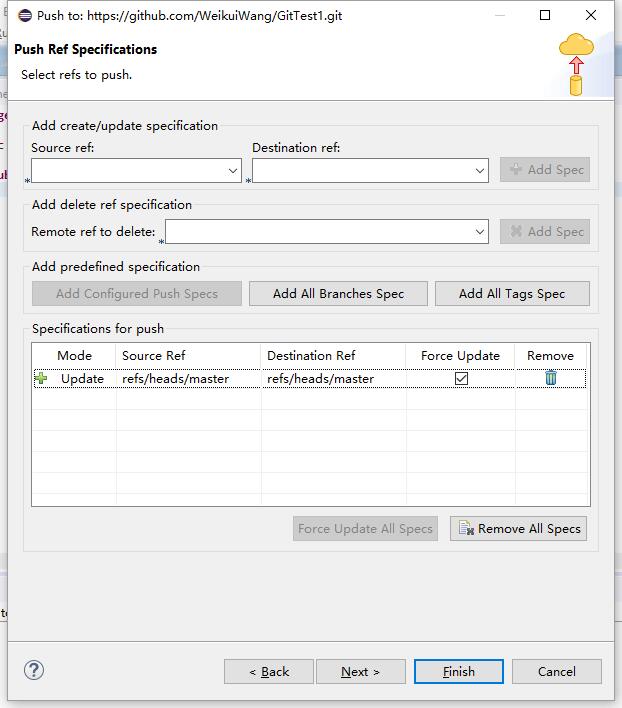 Push to: https://github.com/WeikuiWang/GitTest1.git
Push Ref Specifications
Select refs to push.
Add create/update specification
Source ref: Destination ref:
Add Spec
Add delete ref specification
Remote ref to delete: Add Spec
Add predefined specification
Add Configured Push Specs Add All Branches Spec Add All Tags Spec
Specifications for push
Mode Source Ref Destination Ref Force Update Remove
Update refs/heads/master refs/heads/master
Force Update All Specs Remove All Specs
< Back Next > Finish Cancel